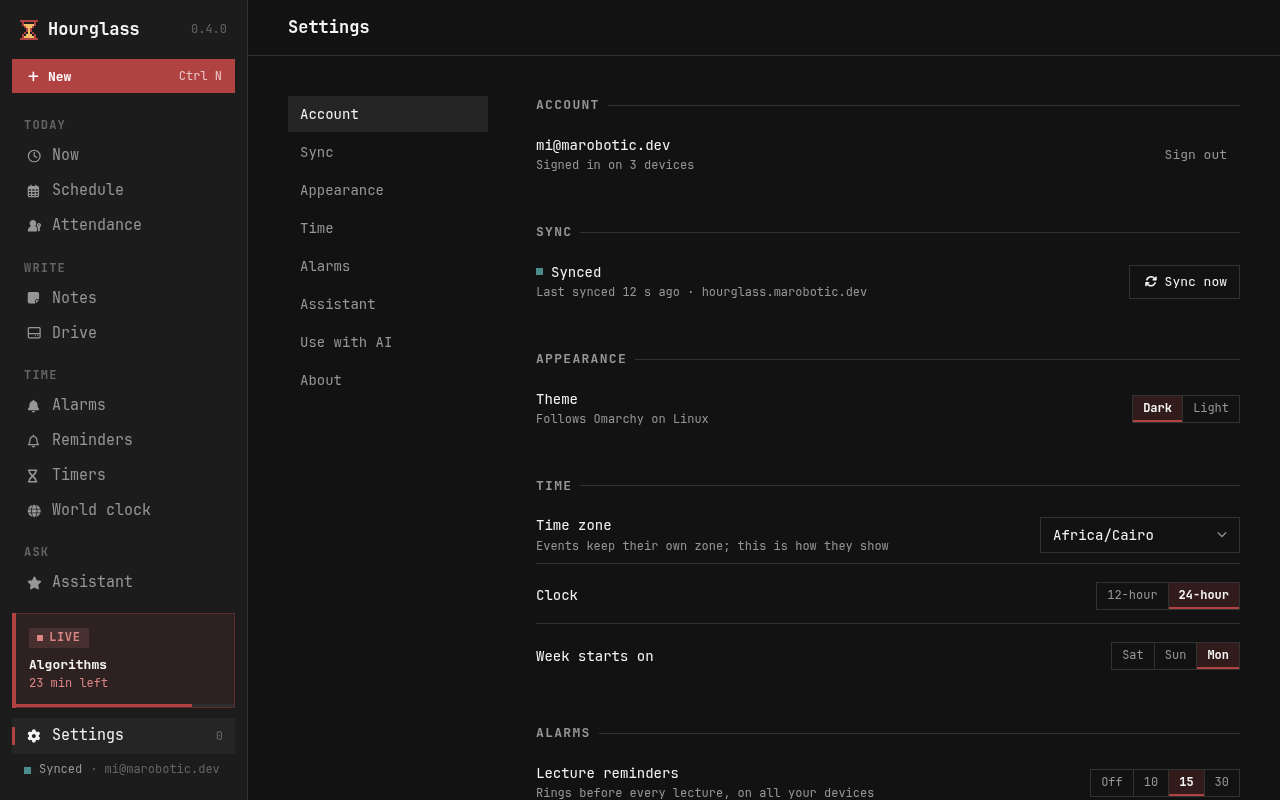 Hourglass 0.4.0
+ New Ctrl N
TODAY
Now
Schedule
Attendance
WRITE
Notes
Drive
TIME
Alarms
Reminders
Timers
World clock
ASK
Assistant
LIVE
Algorithms
23 min left
Settings 0
Synced · mi@marobotic.dev
Settings
Account
Sync
Appearance
Time
Alarms
Assistant
Use with AI
About
ACCOUNT
mi@marobotic.dev
Signed in on 3 devices
Sign out
SYNC
Synced
Last synced 12 s ago · hourglass.marobotic.dev
Sync now
APPEARANCE
Theme
Follows Omarchy on Linux
Dark Light
TIME
Time zone
Events keep their own zone; this is how they show
Africa/Cairo
Clock
12-hour 24-hour
Week starts on
Sat Sun Mon
ALARMS
Lecture reminders
Rings before every lecture, on all your devices
Off 10 15 30